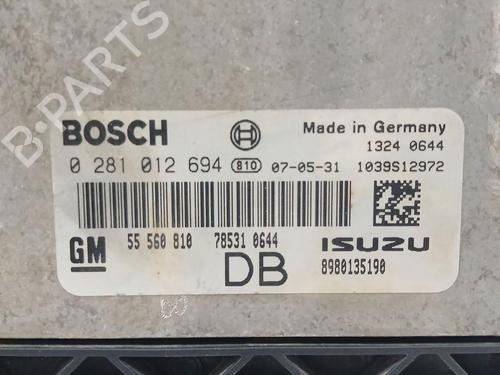 B-PARTS
BOSCH
Made in Germany
1324 0644
0 281 012 694 810 07-05-31 1039S12972
55 560 810 78531 0644
GM DB ISUZU
8980135190